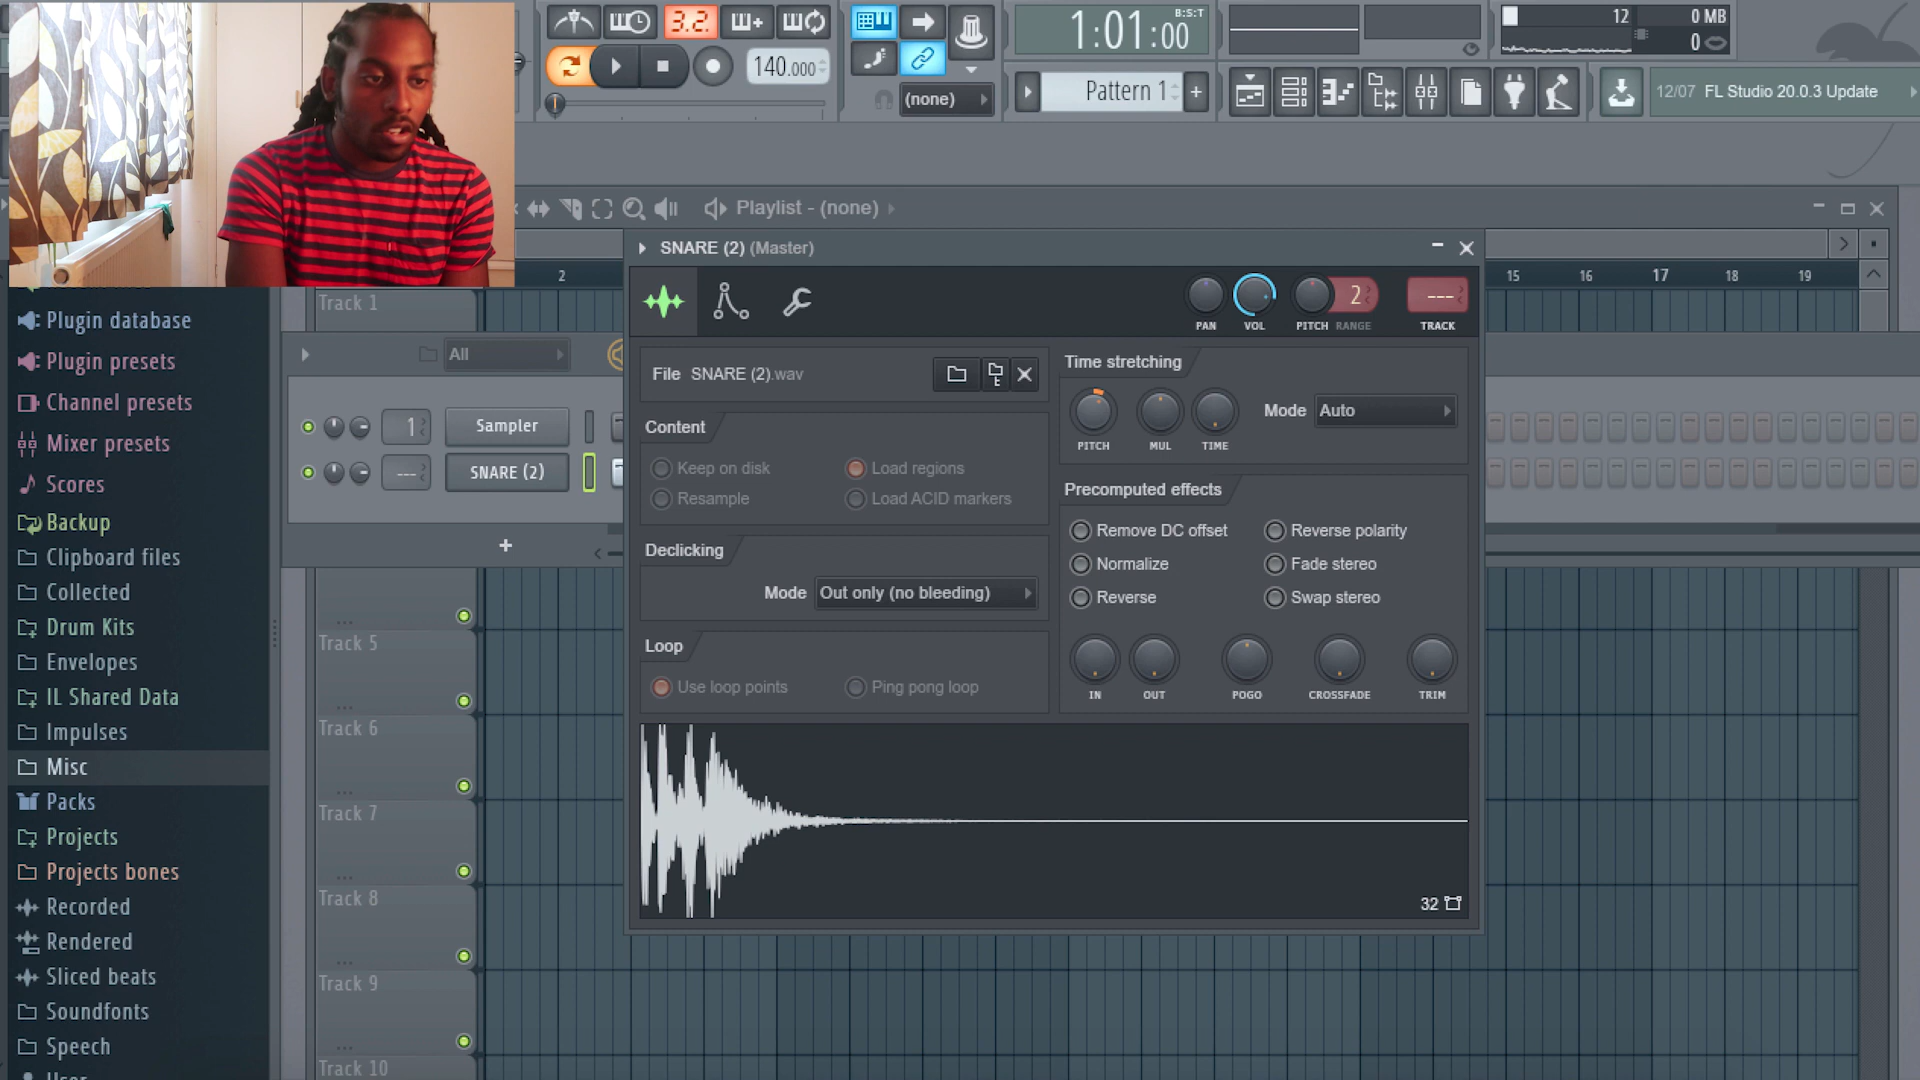 3.2.
140.000
(none)
1:01:00
B:S:T
Pattern 1
+
12
0 MB
0
12/07 FL Studio 20.0.3 Update
Playlist - (none)
2
15
16
17
18
19
SNARE (2) (Master)
PAN
VOL
PITCH
2
RANGE
---
TRACK
File SNARE (2).wav
Content
Keep on disk
Load regions
Resample
Load ACID markers
Declicking
Mode
Out only (no bleeding)
Loop
Use loop points
Ping pong loop
Time stretching
PITCH
MUL
TIME
Mode
Auto
Precomputed effects
Remove DC offset
Reverse polarity
Normalize
Fade stereo
Reverse
Swap stereo
IN
OUT
POGO
CROSSFADE
TRIM
32
All
1
Sampler
---
SNARE (2)
+
Track 1
Track 5
Track 6
Track 7
Track 8
Track 9
Track 10
Plugin database
Plugin presets
Channel presets
Mixer presets
Scores
Backup
Clipboard files
Collected
Drum Kits
Envelopes
IL Shared Data
Impulses
Misc
Packs
Projects
Projects bones
Recorded
Rendered
Sliced beats
Soundfonts
Speech